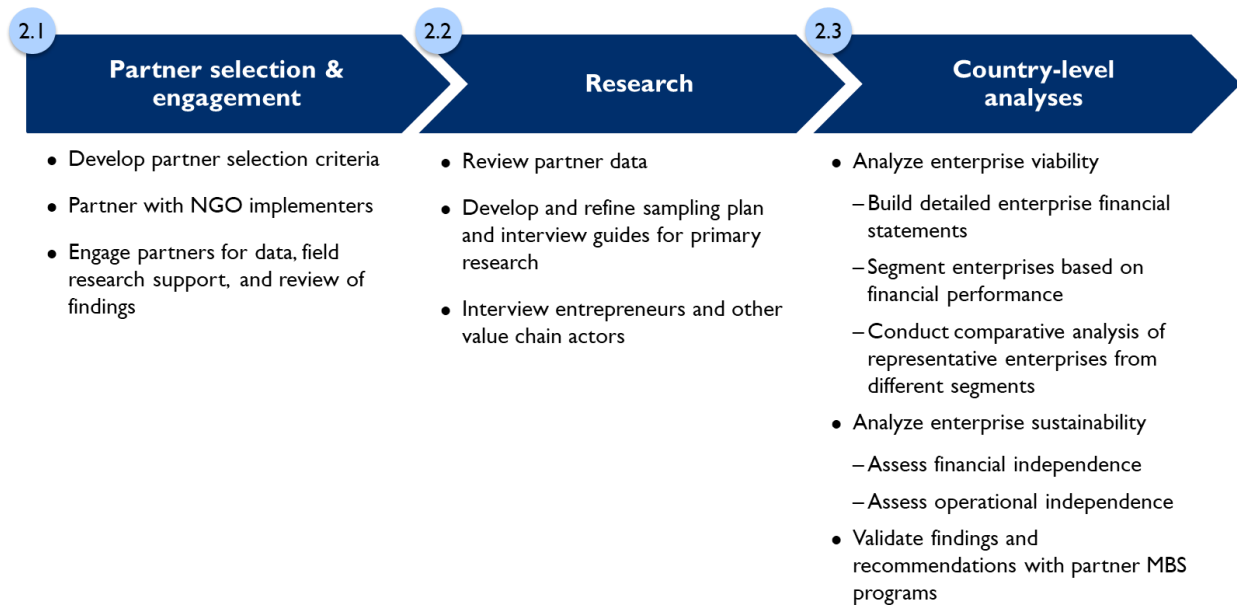 2.1
Partner selection &
engagement
• Develop partner selection criteria
• Partner with NGO implementers
• Engage partners for data, field
research support, and review of
findings
2.2
Research
• Review partner data
• Develop and refine sampling plan
and interview guides for primary
research
• Interview entrepreneurs and other
value chain actors
2.3
Country-level
analyses
• Analyze enterprise viability
–Build detailed enterprise financial
statements
–Segment enterprises based on
financial performance
–Conduct comparative analysis of
representative enterprises from
different segments
• Analyze enterprise sustainability
–Assess financial independence
–Assess operational independence
• Validate findings and
recommendations with partner MBS
programs